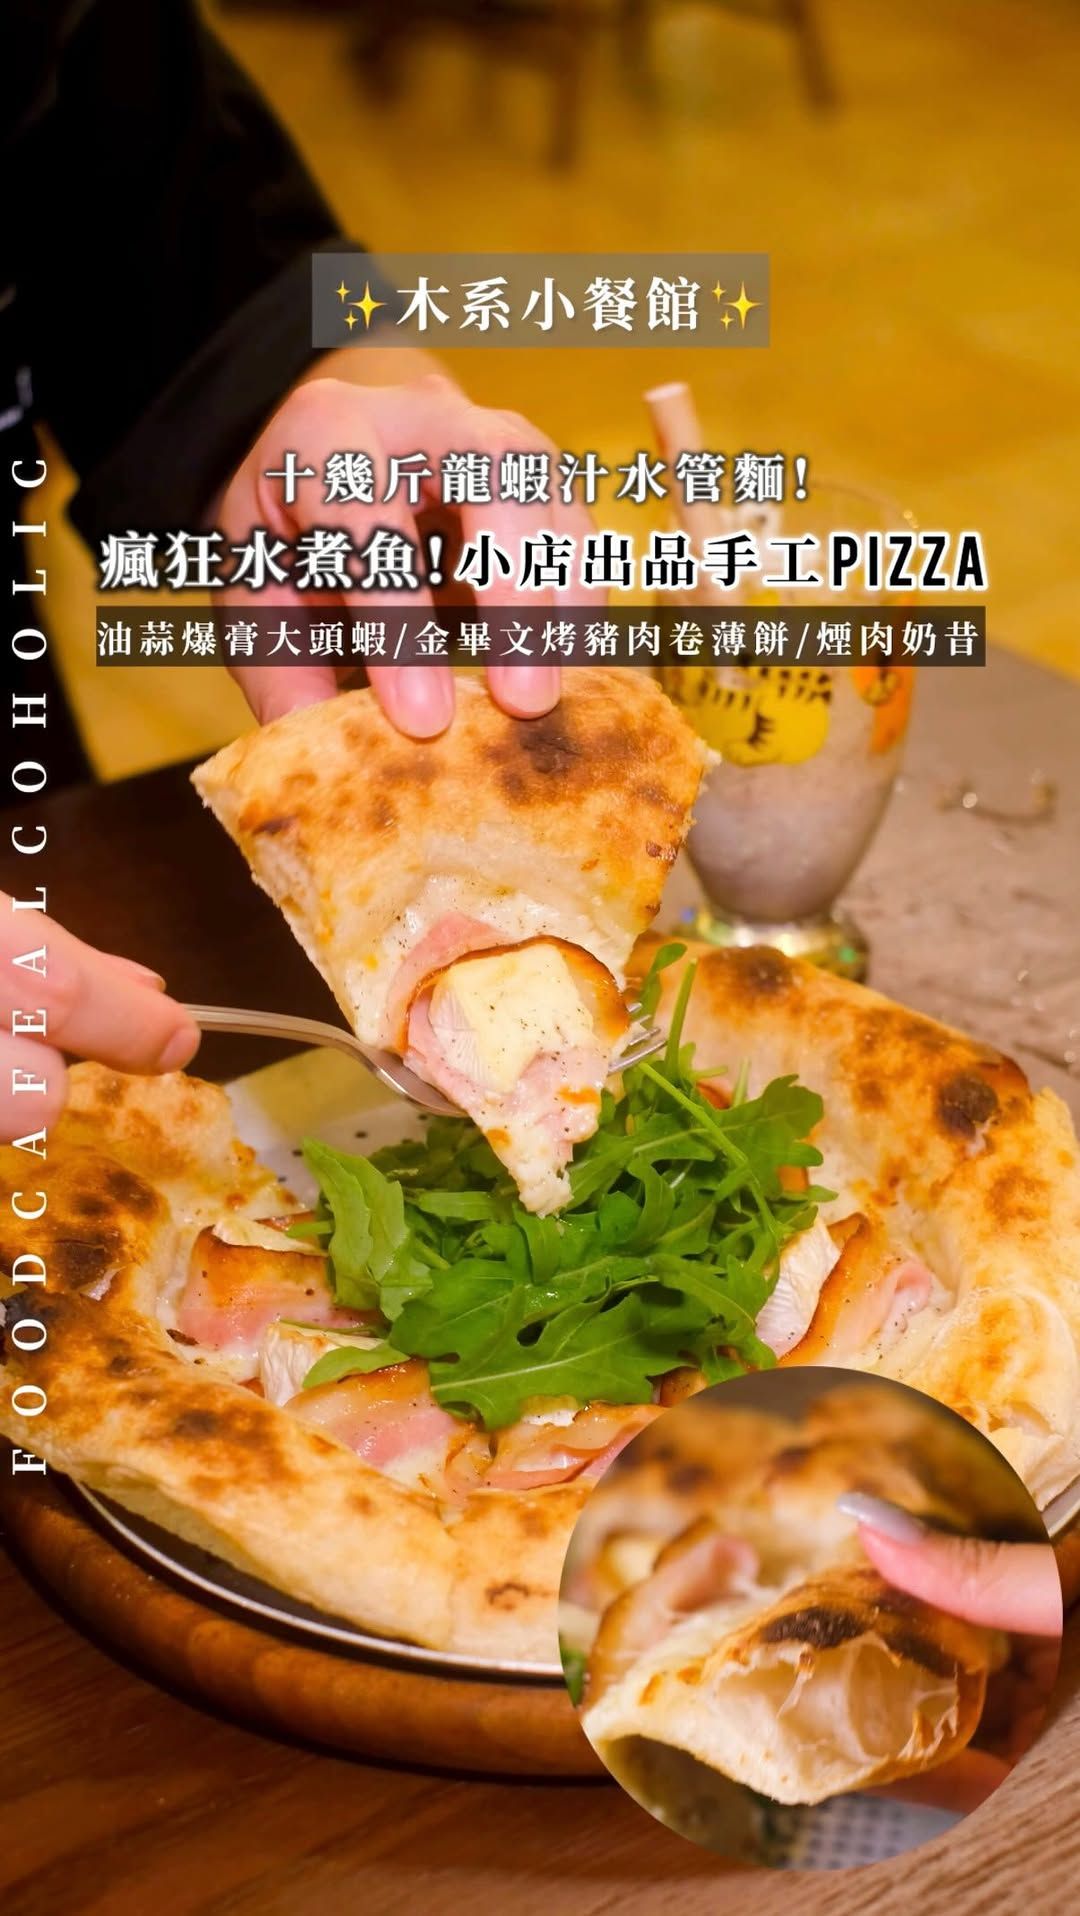 ✨木系小餐館✨
十幾斤龍蝦汁水管麵！
瘋狂水煮魚！小店出品手工PIZZA
油蒜爆膏大頭蝦/金畢文烤豬肉卷薄餅/煙肉奶昔
FOODCAFEALCOHOLIC